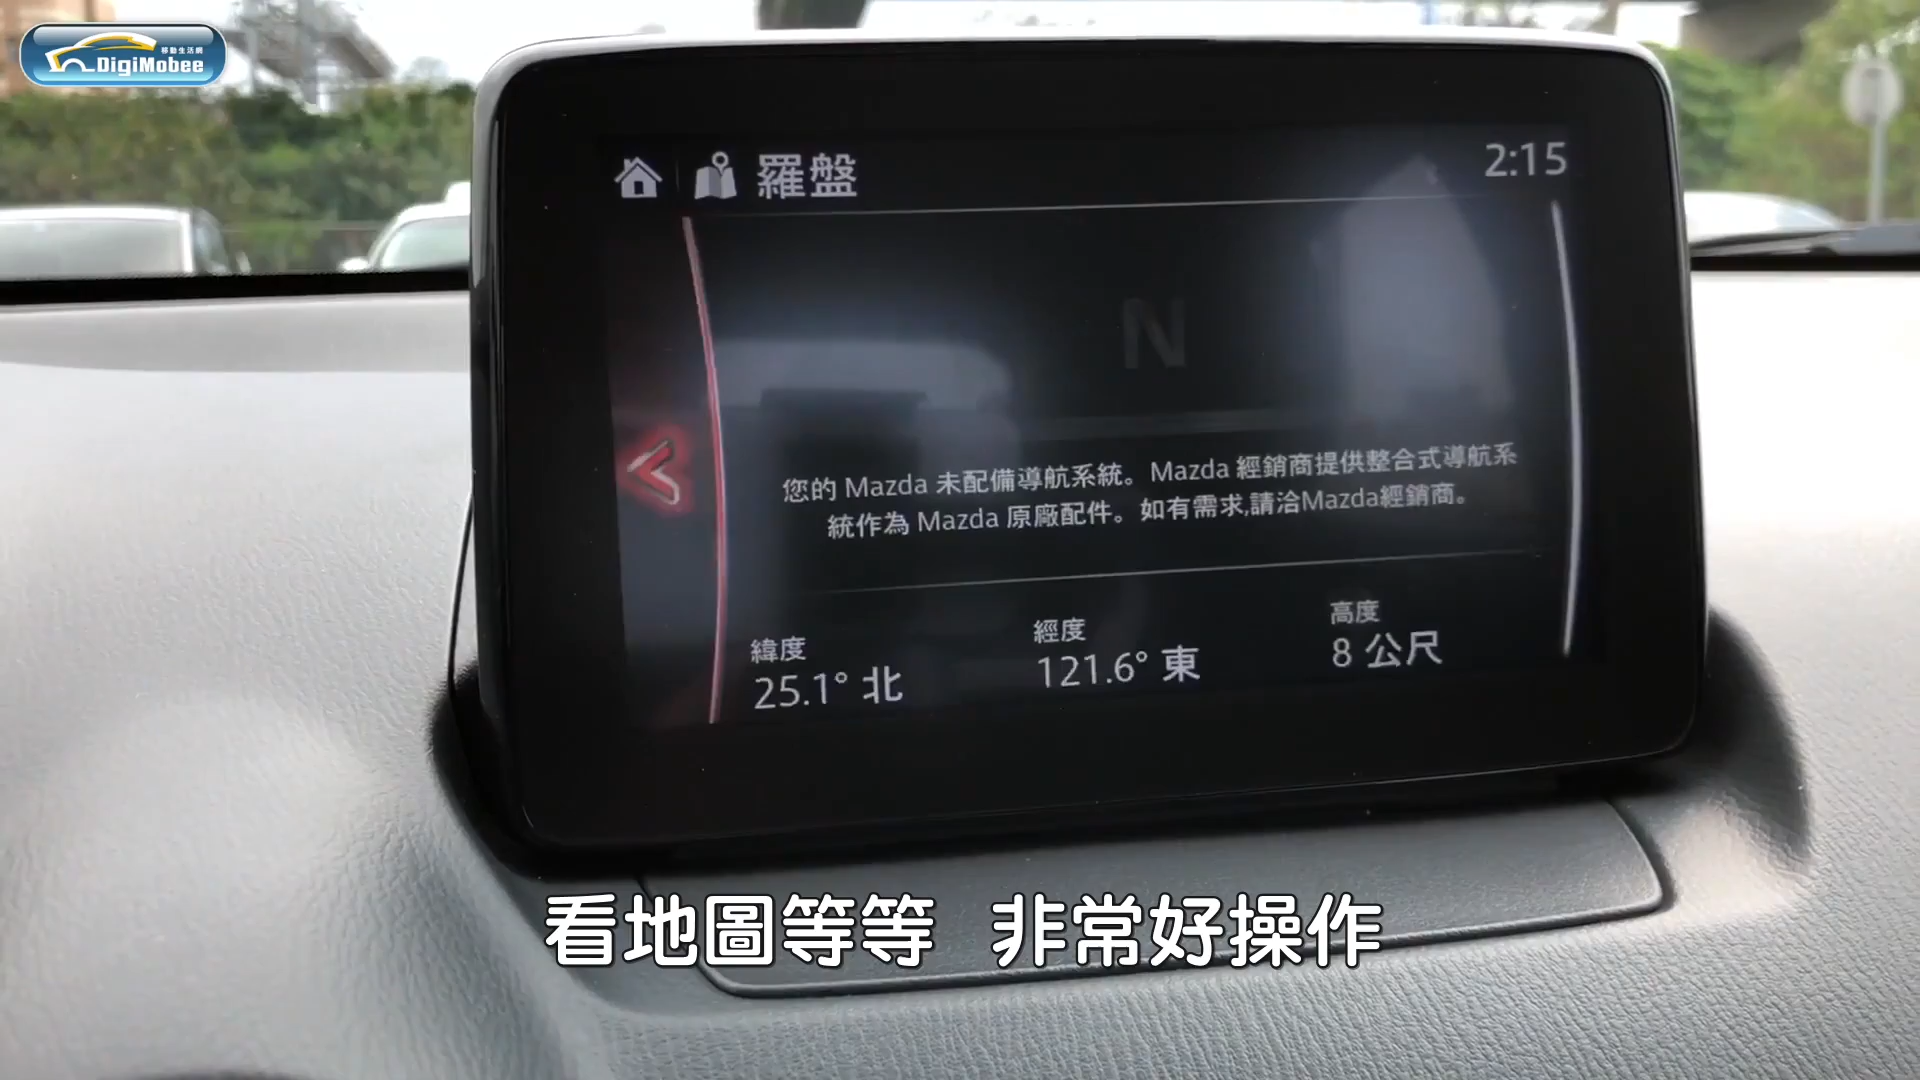 移動生活網
DigiMobee
羅盤
2:15
N
您的 Mazda 未配備導航系統。Mazda 經銷商提供整合式導航系
統作為 Mazda 原廠配件。如有需求,請洽Mazda經銷商。
緯度
25.1° 北
經度
121.6° 東
高度
8 公尺
看地圖等等 非常好操作